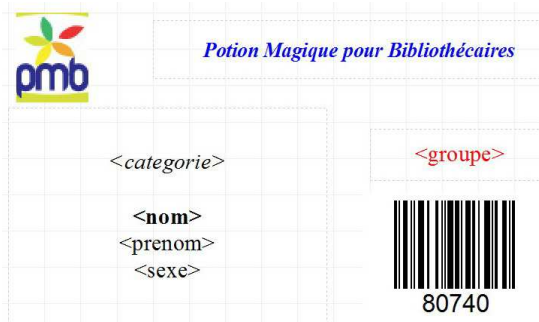 pmb
Potion Magique pour Bibliothécaires
<categorie>
<groupe>
<nom>
<prenom>
<sexe>
80740